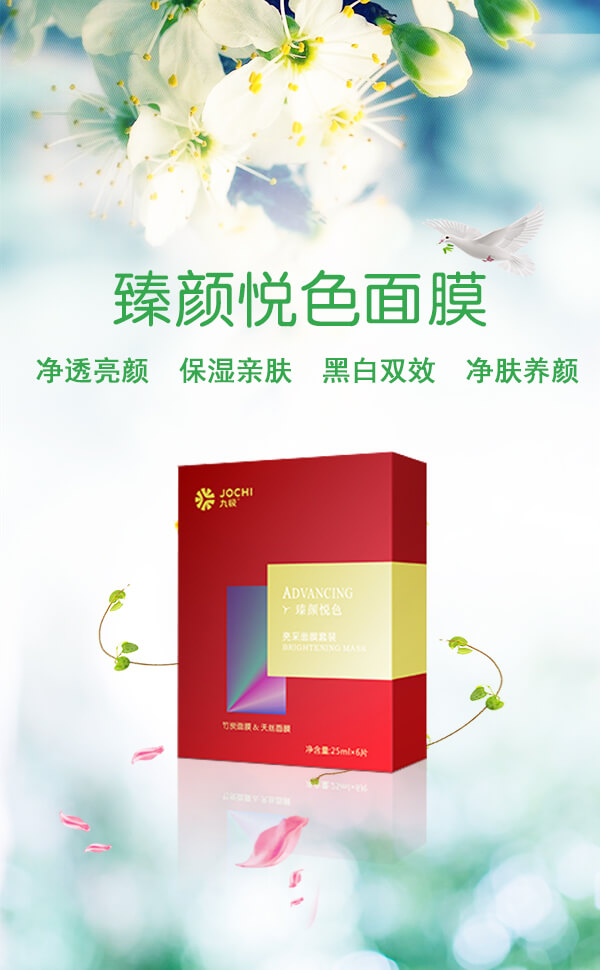 臻颜悦色面膜
净透亮颜 保湿亲肤 黑白双效 净肤养颜
JOCHI
九极
ADVANCING
臻颜悦色
亮采面膜套装
BRIGHTENING MASK
竹炭面膜 & 天丝面膜
净含量:25ml×6片